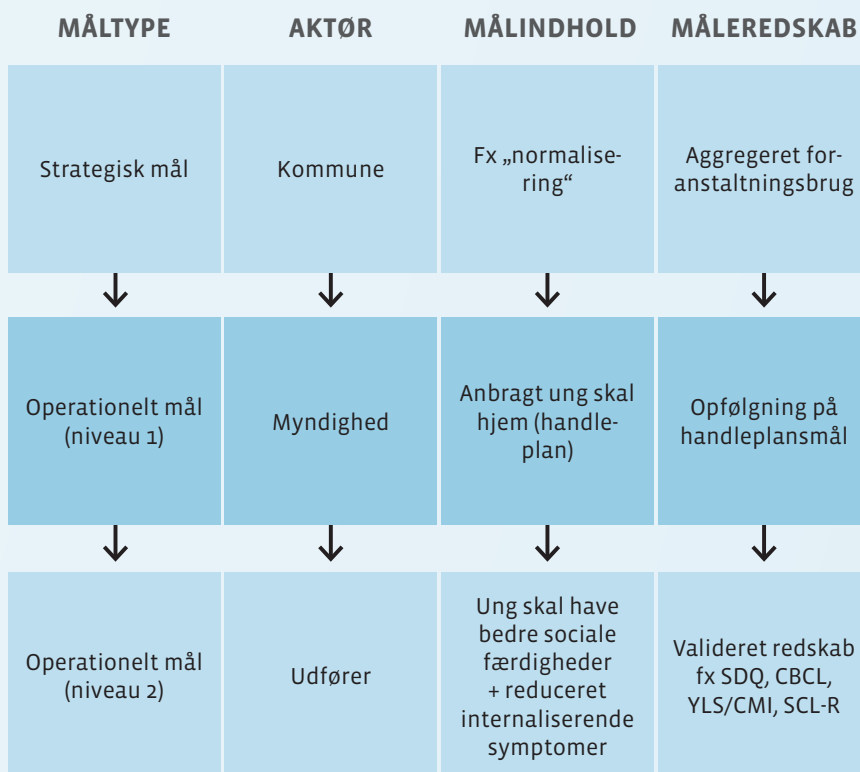 MÅLTYPE AKTØR MÅLINDHOLD MÅLEREDSKAB
Strategisk mål
Kommune
Fx „normalise-
ring“
Aggregeret for-
anstaltningsbrug
Operationelt mål
(niveau 1)
Myndighed
Anbragt ung skal
hjem (handle-
plan)
Opfølgning på
handleplansmål
Operationelt mål
(niveau 2)
Udfører
Ung skal have
bedre sociale
færdigheder
+ reduceret
internaliserende
symptomer
Valideret redskab
fx SDQ, CBCL,
YLS/CMI, SCL-R